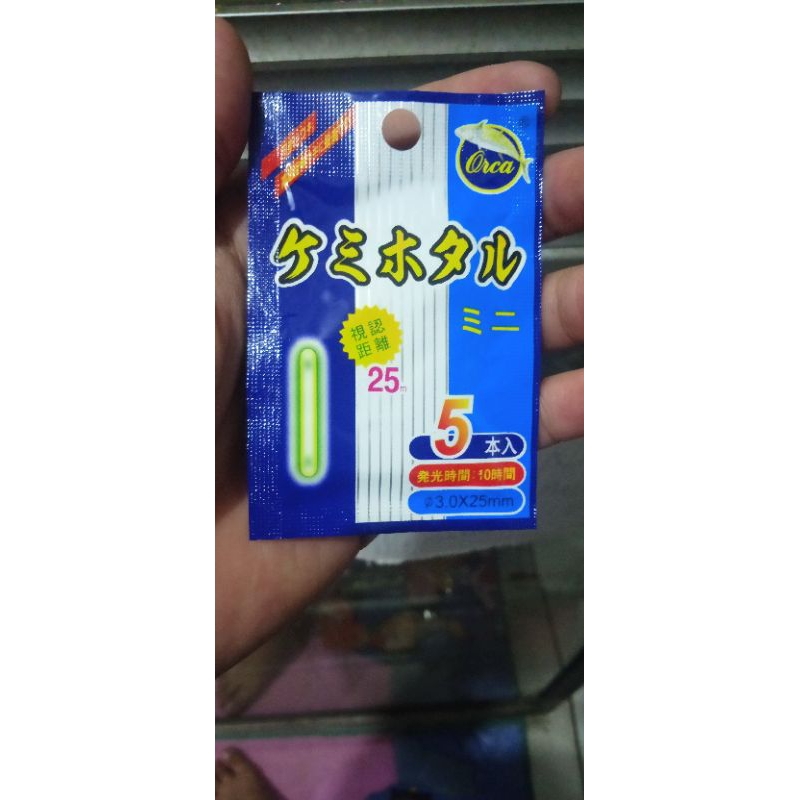 Orca
ケミホタル
ミニ
視認
距離
25m
5本入
発光時間:10時間
ø3.0X25mm